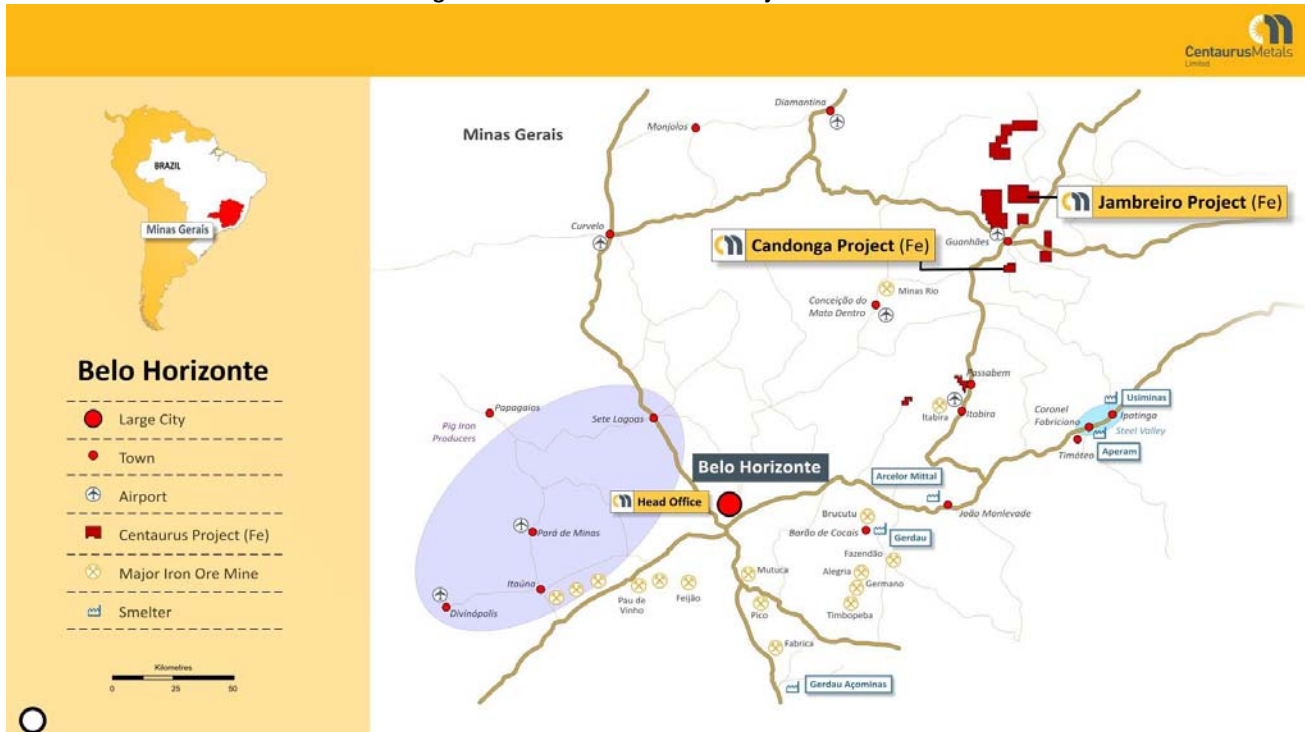 CentaurusMetals
Limited
BRAZIL
Minas Gerais
Belo Horizonte
Large City
Town
Airport
Centaurus Project (Fe)
Major Iron Ore Mine
Smelter
Kilometres
0 25 50
Minas Gerais
Monjolos
Diamantina
Jambreiro Project (Fe)
Curvelo
Candonga Project (Fe)
Guanhães
Minas Rio
Conceição do
Mato Dentro
Passabem
Itabira
Itabira
Papagaios
Pig Iron
Producers
Sete Lagoas
Coronel
Fabriciano
Usiminas
Ipatinga
Steel Valley
Timóteo
Aperam
Belo Horizonte
Head Office
Arcelor Mittal
João Monlevade
Brucutu
Barão de Cocais
Gerdau
Fazendão
Pará de Minas
Itaúna
Divinópolis
Pau de
Vinho
Feijão
Mutuca
Pico
Alegria
Germano
Timbopeba
Fabrica
Gerdau Açominas